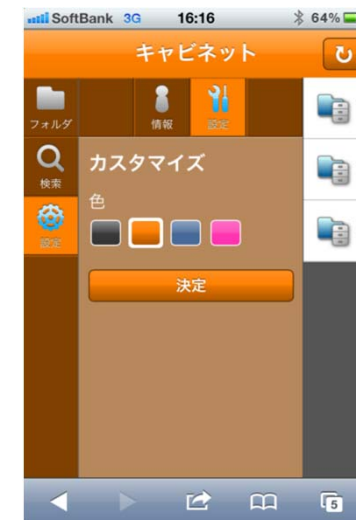 SoftBank 3G 16:16 64%
キャビネット
フォルダ 情報 設定
検索
カスタマイズ
色
設定
決定
5